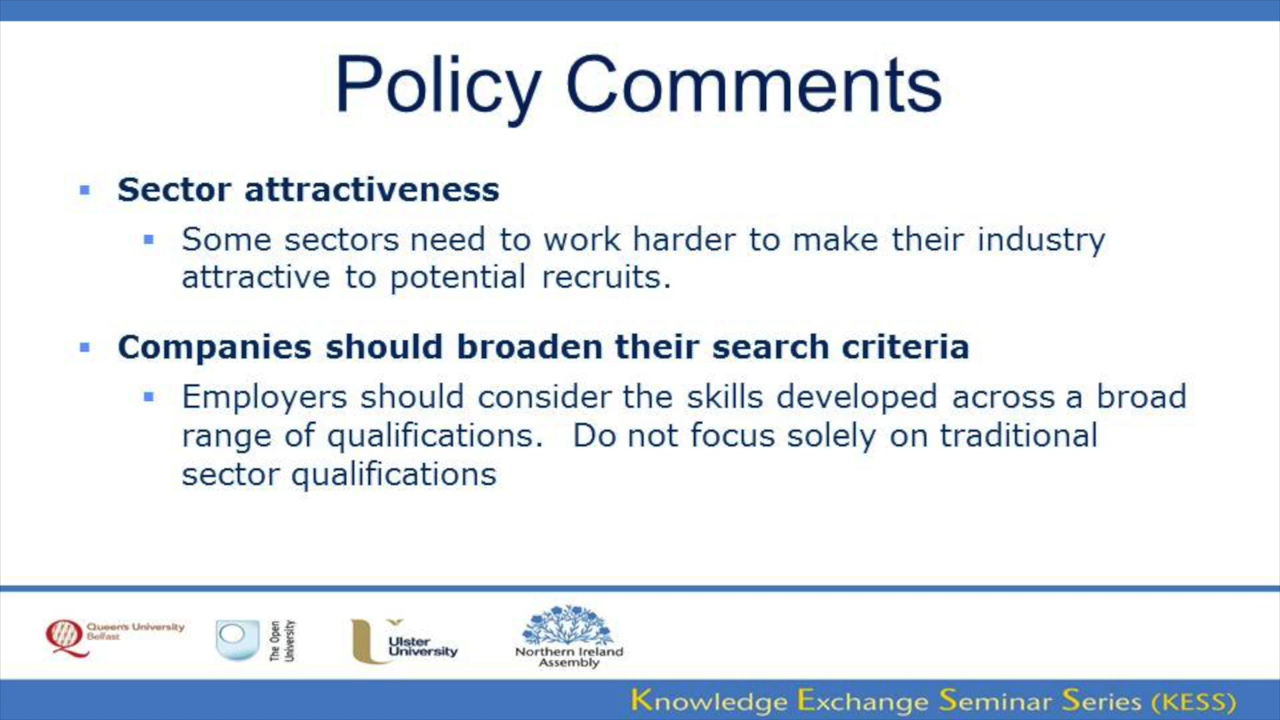 Policy Comments
▪ Sector attractiveness
▪ Some sectors need to work harder to make their industry
attractive to potential recruits.
▪ Companies should broaden their search criteria
▪ Employers should consider the skills developed across a broad
range of qualifications. Do not focus solely on traditional
sector qualifications
Queen's University
Belfast
The Open
University
Ulster
University
Northern Ireland
Assembly
Knowledge Exchange Seminar Series (KESS)